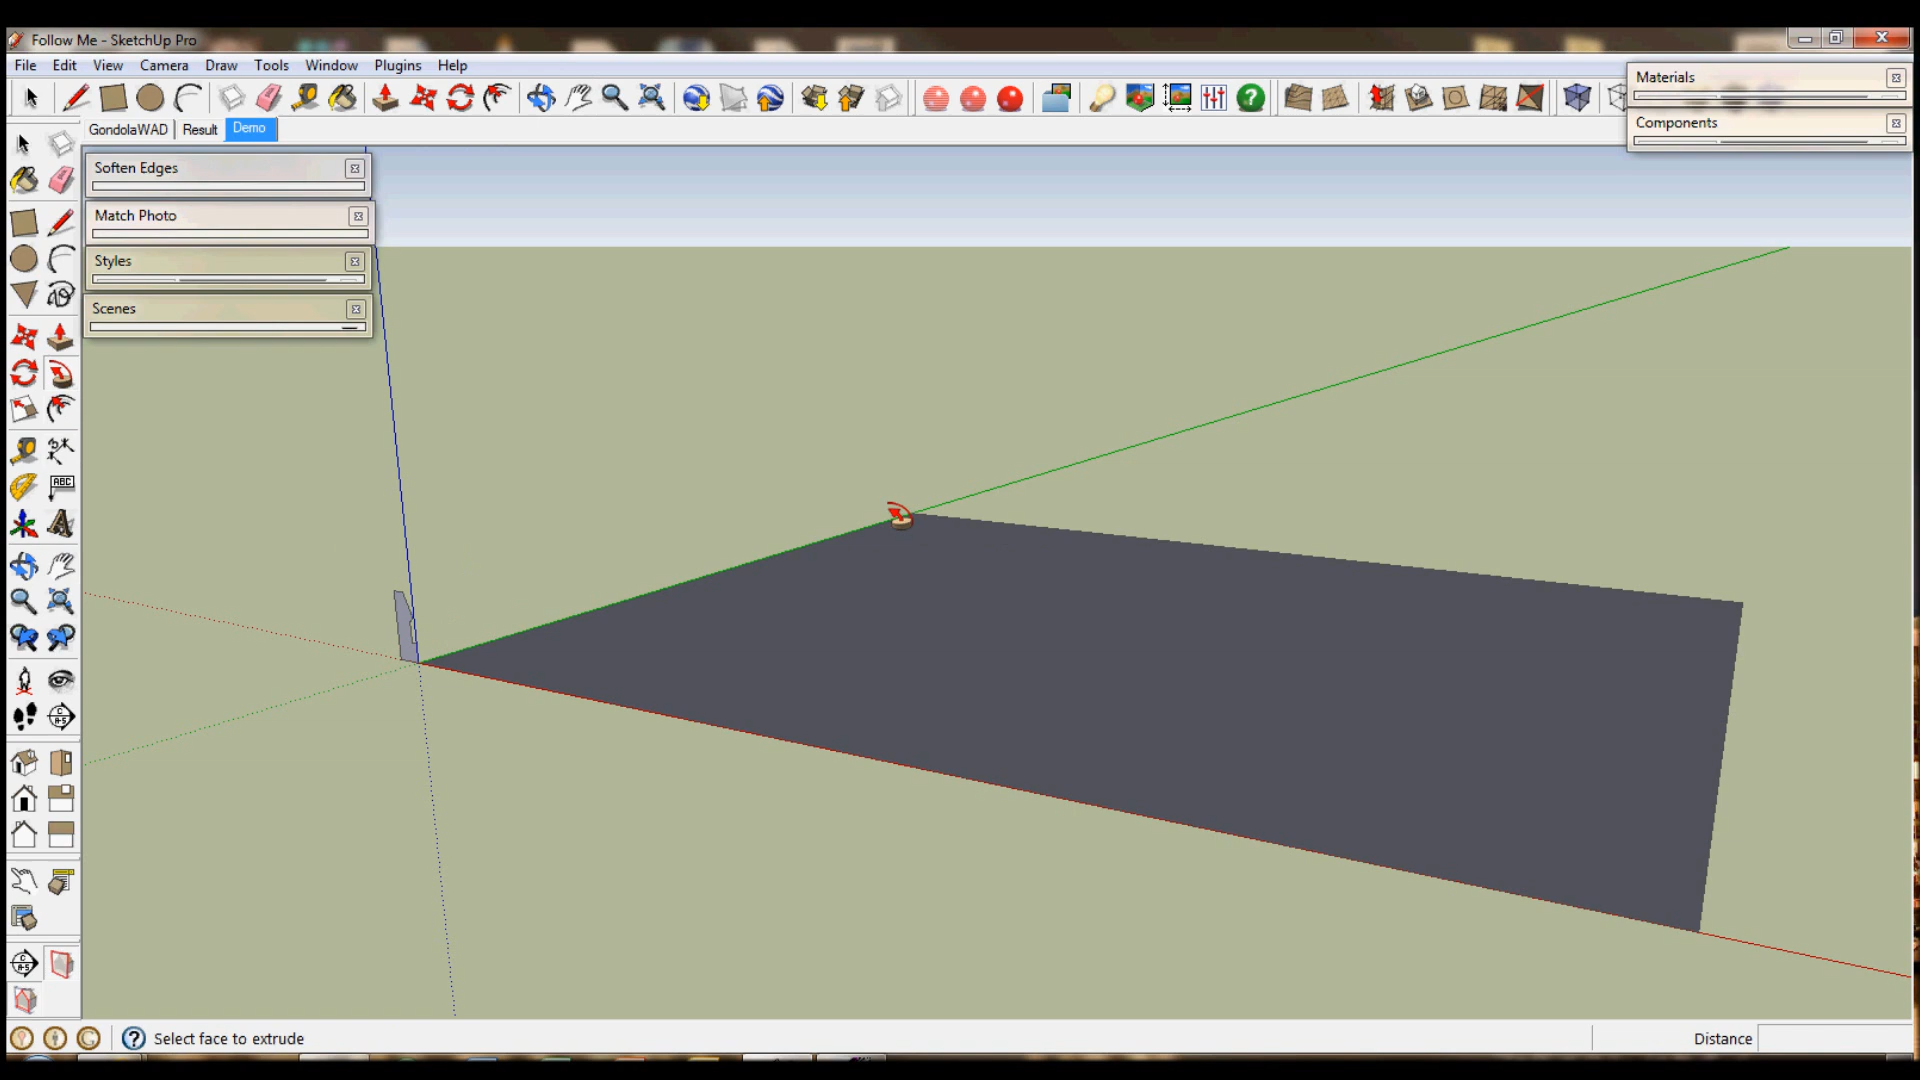 Follow Me - SketchUp Pro
File Edit View Camera Draw Tools Window Plugins Help
Materials
GondolaWAD Result Demo
Components
Soften Edges
Match Photo
Styles
Scenes
ABC
Select face to extrude
Distance